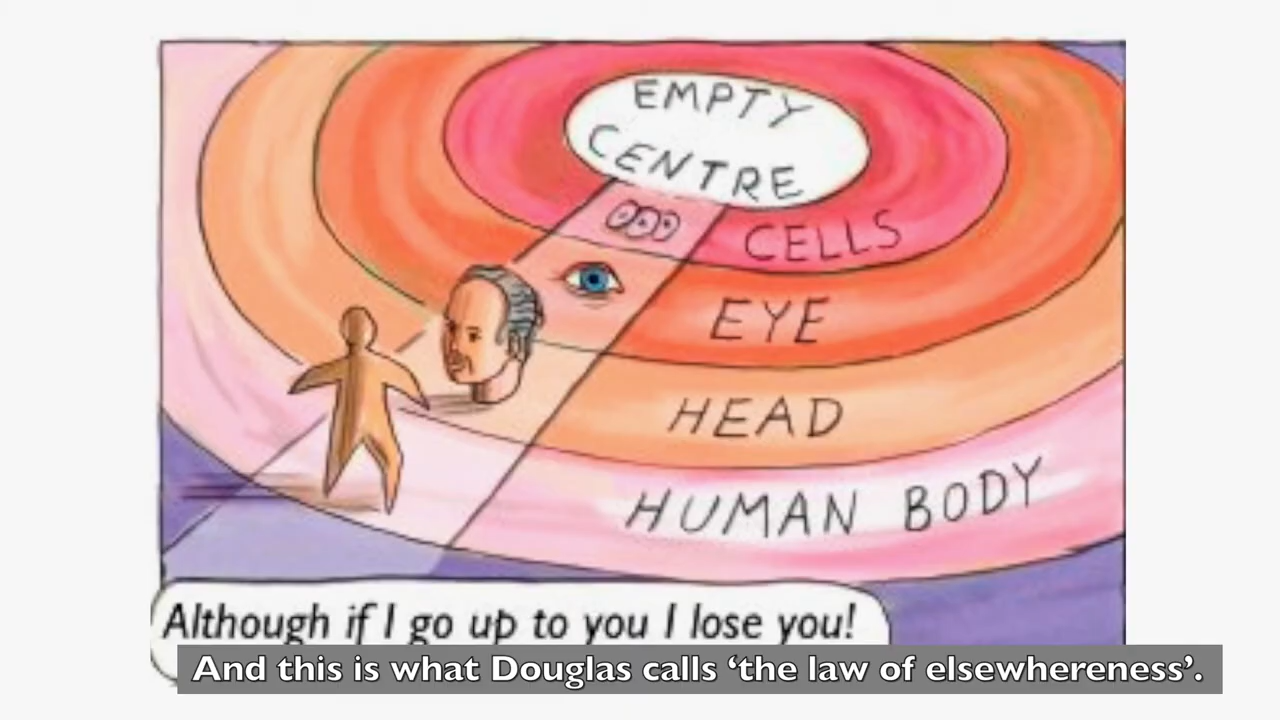 EMPTY
CENTRE
CELLS
EYE
HEAD
HUMAN BODY
Although if I go up to you I lose you!
And this is what Douglas calls ‘the law of elsewhereness’.